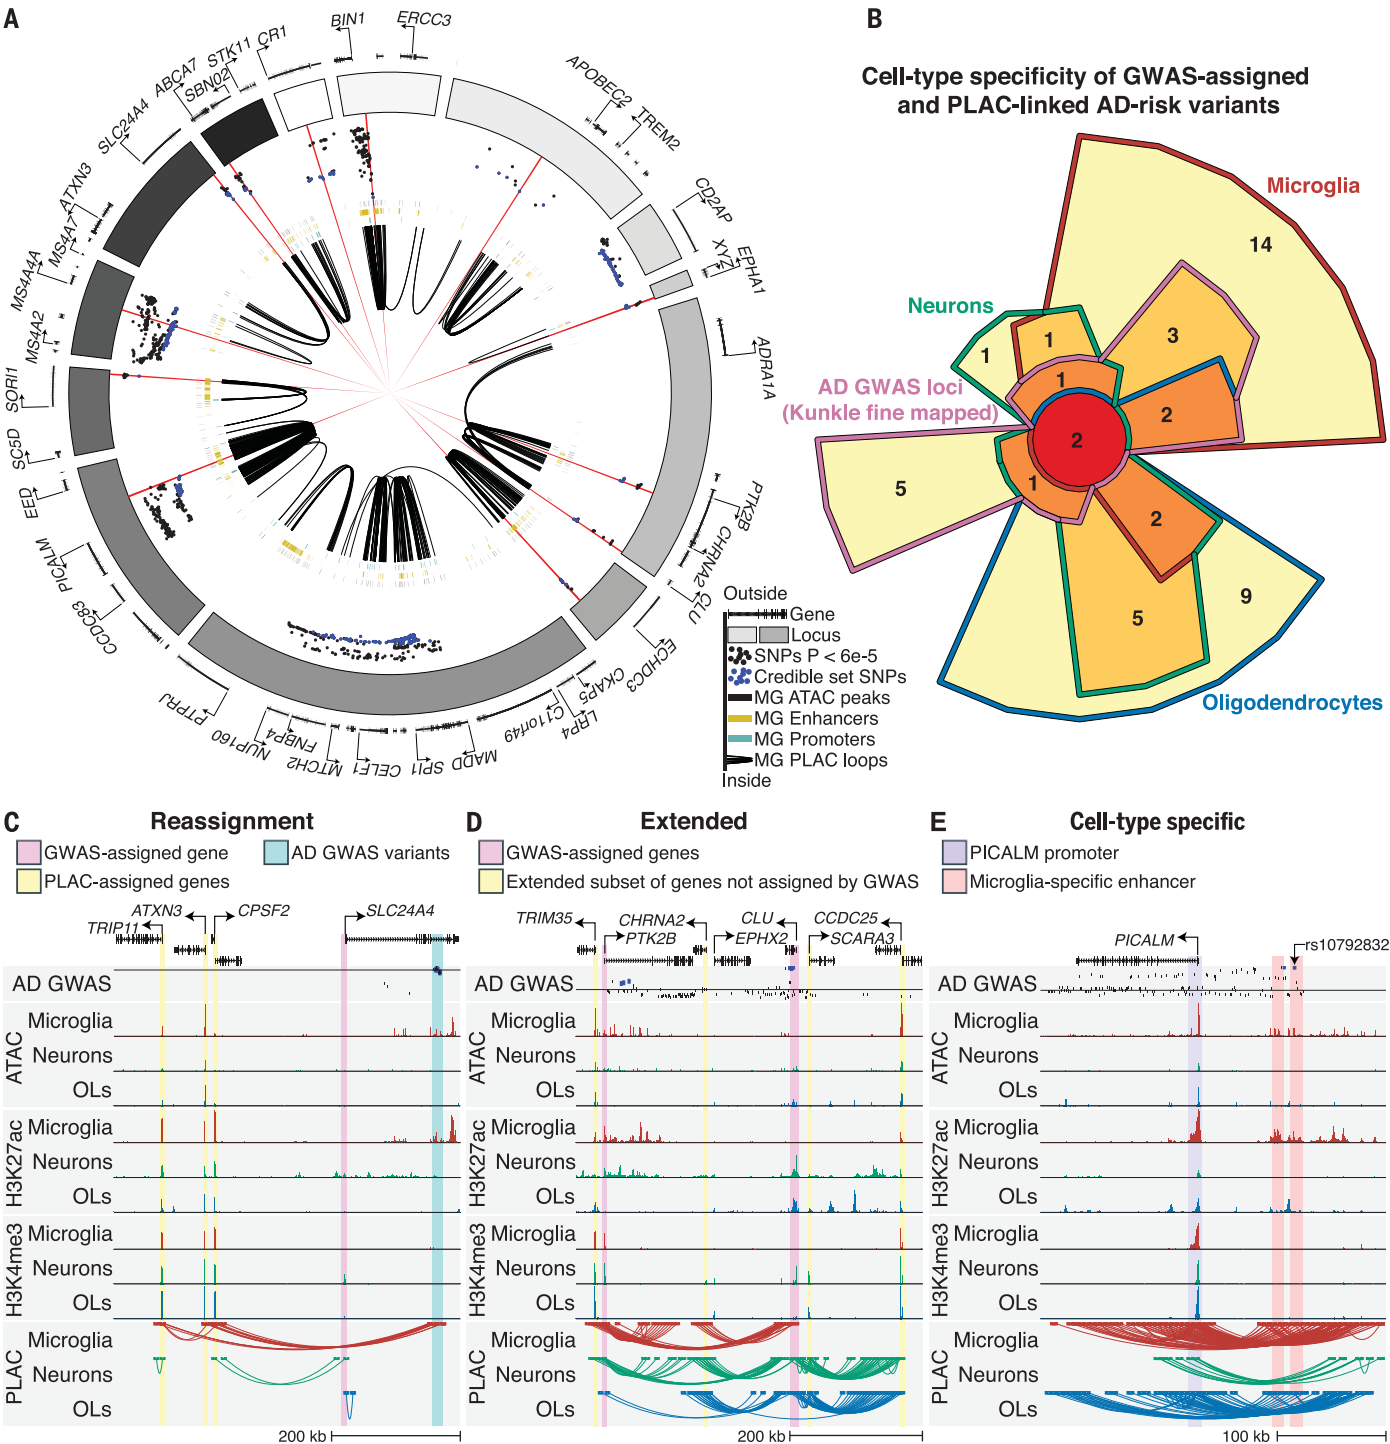 A
BIN1
ERCC3
CR1
STK11
SBNO2
ABCA7
SLC24A4
ATXN3
MS4A7
MS4A4A
MS4A2
SORl1
SC5D
EED
PICALM
CCDC83
PTPRJ
NUP160
FNBP4
MTCH2
CELF1
SPI1
MADD
C11orf49
LRP4
CKAP5
ECHDC3
CLU
CHRNA2
PTK2B
ADRA1A
EPHA1
XYZ
CD2AP
TREM2
APOBEC2
Outside
Gene
Locus
SNPs P < 6e-5
Credible set SNPs
MG ATAC peaks
MG Enhancers
MG Promoters
MG PLAC loops
Inside
B
Cell-type specificity of GWAS-assigned
and PLAC-linked AD-risk variants
Microglia
14
Neurons
1
1
3
AD GWAS loci
(Kunkle fine mapped)
1
2
2
5
1
2
5
9
Oligodendrocytes
C
Reassignment
GWAS-assigned gene
AD GWAS variants
PLAC-assigned genes
TRIP11
ATXN3
CPSF2
SLC24A4
AD GWAS
ATAC
Microglia
Neurons
OLs
H3K27ac
Microglia
Neurons
OLs
H3K4me3
Microglia
Neurons
OLs
PLAC
Microglia
Neurons
OLs
200 kb
D
Extended
GWAS-assigned genes
Extended subset of genes not assigned by GWAS
TRIM35
CHRNA2
PTK2B
CLU
EPHX2
CCDC25
SCARA3
AD GWAS
ATAC
Microglia
Neurons
OLs
H3K27ac
Microglia
Neurons
OLs
H3K4me3
Microglia
Neurons
OLs
PLAC
Microglia
Neurons
OLs
200 kb
E
Cell-type specific
PICALM promoter
Microglia-specific enhancer
PICALM
rs10792832
AD GWAS
ATAC
Microglia
Neurons
OLs
H3K27ac
Microglia
Neurons
OLs
H3K4me3
Microglia
Neurons
OLs
PLAC
Microglia
Neurons
OLs
100 kb